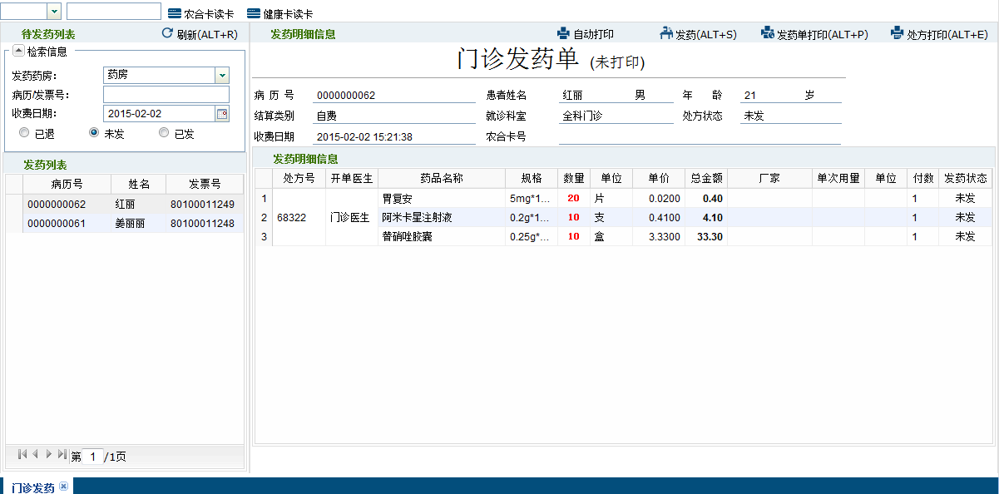 农合卡读卡 健康卡读卡
待发药列表 刷新(ALT+R)
检索信息
发药药房: 药房
病历/发票号:
收费日期: 2015-02-02
已退 未发 已发
发药列表
病历号 姓名 发票号
0000000062 红丽 80100011249
0000000061 姜丽丽 80100011248
第 1 /1页
发药明细信息 自动打印 发药(ALT+S) 发药单打印(ALT+P) 处方打印(ALT+E)
门诊发药单 (未打印)
病 历 号 0000000062 患者姓名 红丽 男 年 龄 21 岁
结算类别 自费 就诊科室 全科门诊 处方状态 未发
收费日期 2015-02-02 15:21:38 农合卡号
发药明细信息
处方号 开单医生 药品名称 规格 数量 单位 单价 总金额 厂家 单次用量 单位 付数 发药状态
1 胃复安 5mg*1... 20 片 0.0200 0.40 1 未发
2 68322 门诊医生 阿米卡星注射液 0.2g*1... 10 支 0.4100 4.10 1 未发
3 替硝唑胶囊 0.25g*... 10 盒 3.3300 33.30 1 未发
门诊发药